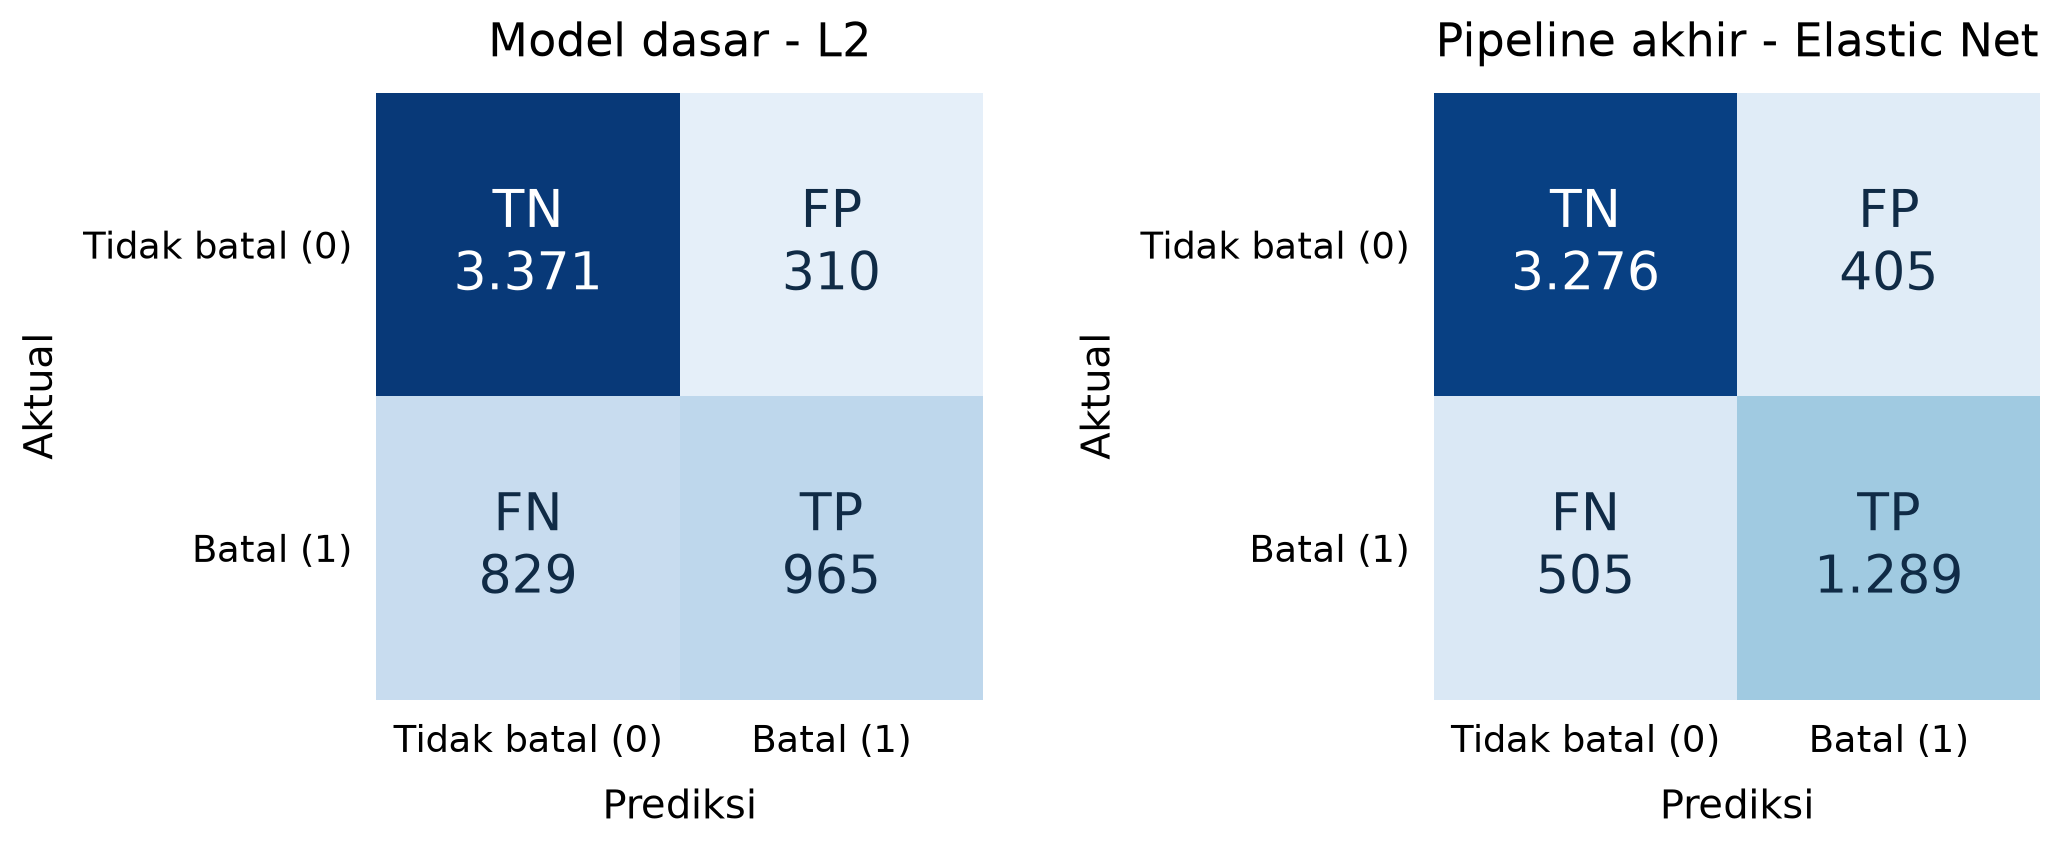 Model dasar - L2
Aktual
Tidak batal (0)
Batal (1)
TN
3.371
FP
310
FN
829
TP
965
Tidak batal (0)
Batal (1)
Prediksi
Pipeline akhir - Elastic Net
Aktual
Tidak batal (0)
Batal (1)
TN
3.276
FP
405
FN
505
TP
1.289
Tidak batal (0)
Batal (1)
Prediksi